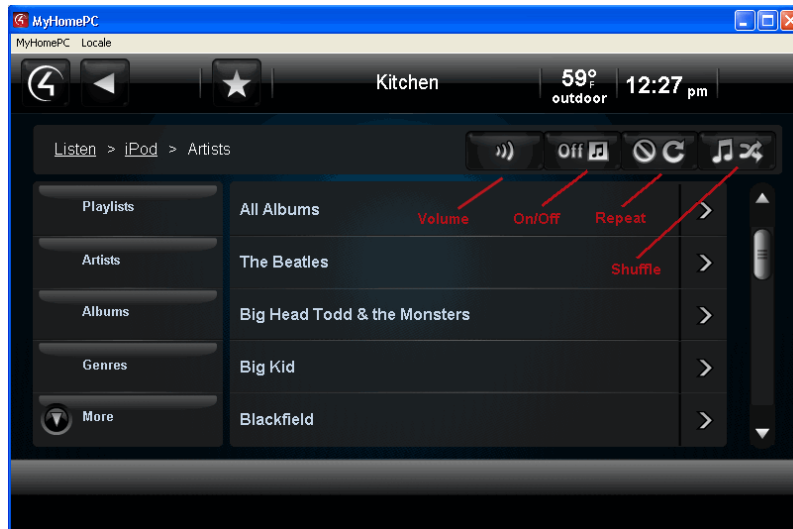 MyHomePC
MyHomePC Locale
Kitchen 59°F outdoor 12:27 pm
Listen > iPod > Artists Off
Playlists All Albums
Volume On/Off Repeat
Artists The Beatles
Shuffle
Albums Big Head Todd & the Monsters
Genres Big Kid
More Blackfield